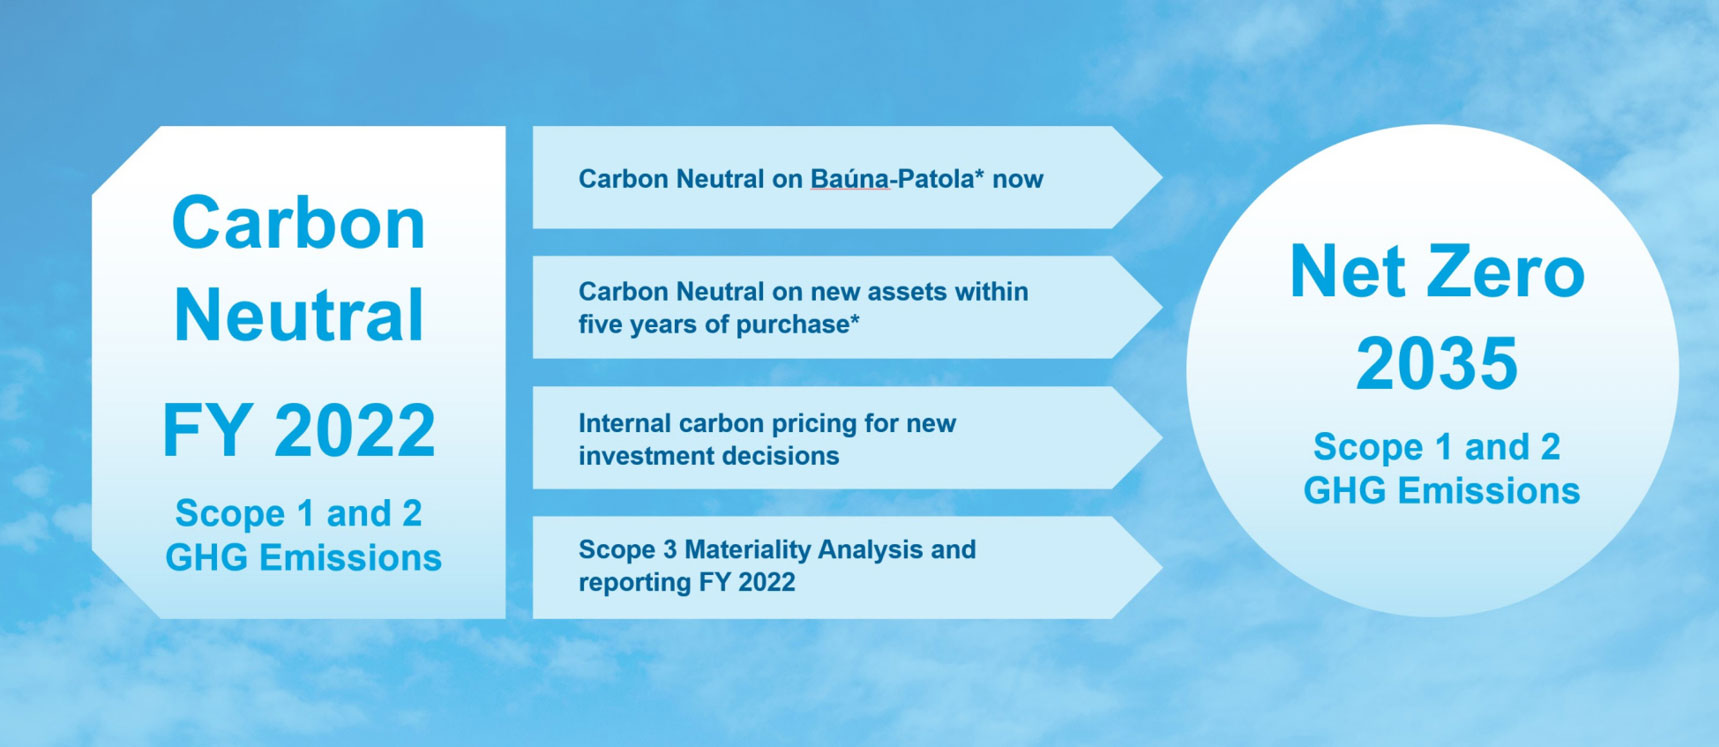 Carbon
Neutral
FY 2022
Scope 1 and 2
GHG Emissions
Carbon Neutral on Baúna-Patola* now
Carbon Neutral on new assets within
five years of purchase*
Internal carbon pricing for new
investment decisions
Scope 3 Materiality Analysis and
reporting FY 2022
Net Zero
2035
Scope 1 and 2
GHG Emissions